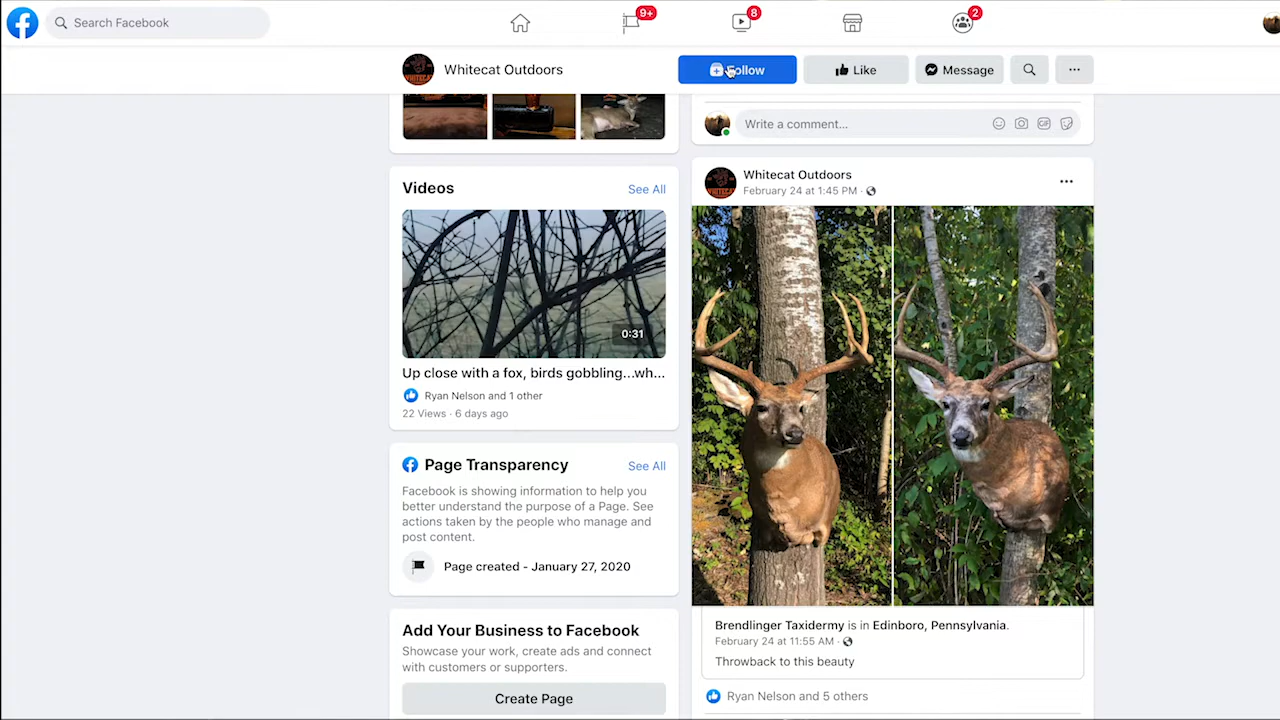 Search Facebook
9+
8
2
Whitecat Outdoors
Follow
Like
Message
Write a comment...
Videos
See All
0:31
Up close with a fox, birds gobbling...wh...
Ryan Nelson and 1 other
22 Views · 6 days ago
Page Transparency
See All
Facebook is showing information to help you
better understand the purpose of a Page. See
actions taken by the people who manage and
post content.
Page created - January 27, 2020
Add Your Business to Facebook
Showcase your work, create ads and connect
with customers or supporters.
Create Page
Whitecat Outdoors
February 24 at 1:45 PM ·
WHITECAT
Brendlinger Taxidermy is in Edinboro, Pennsylvania.
February 24 at 11:55 AM ·
Throwback to this beauty
Ryan Nelson and 5 others